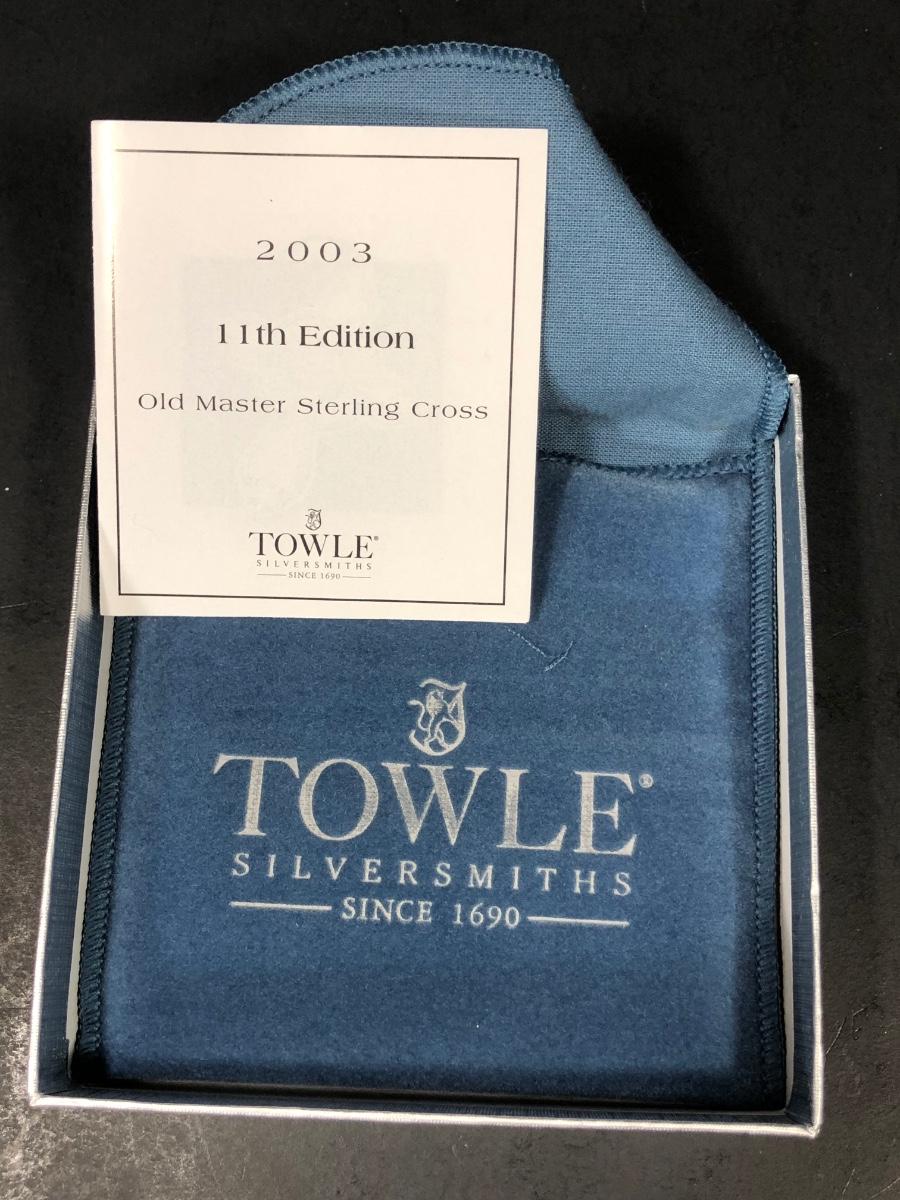 2003
11th Edition
Old Master Sterling Cross
TOWLE®
SILVERSMITHS
SINCE 1690
TOWLE®
SILVERSMITHS
SINCE 1690